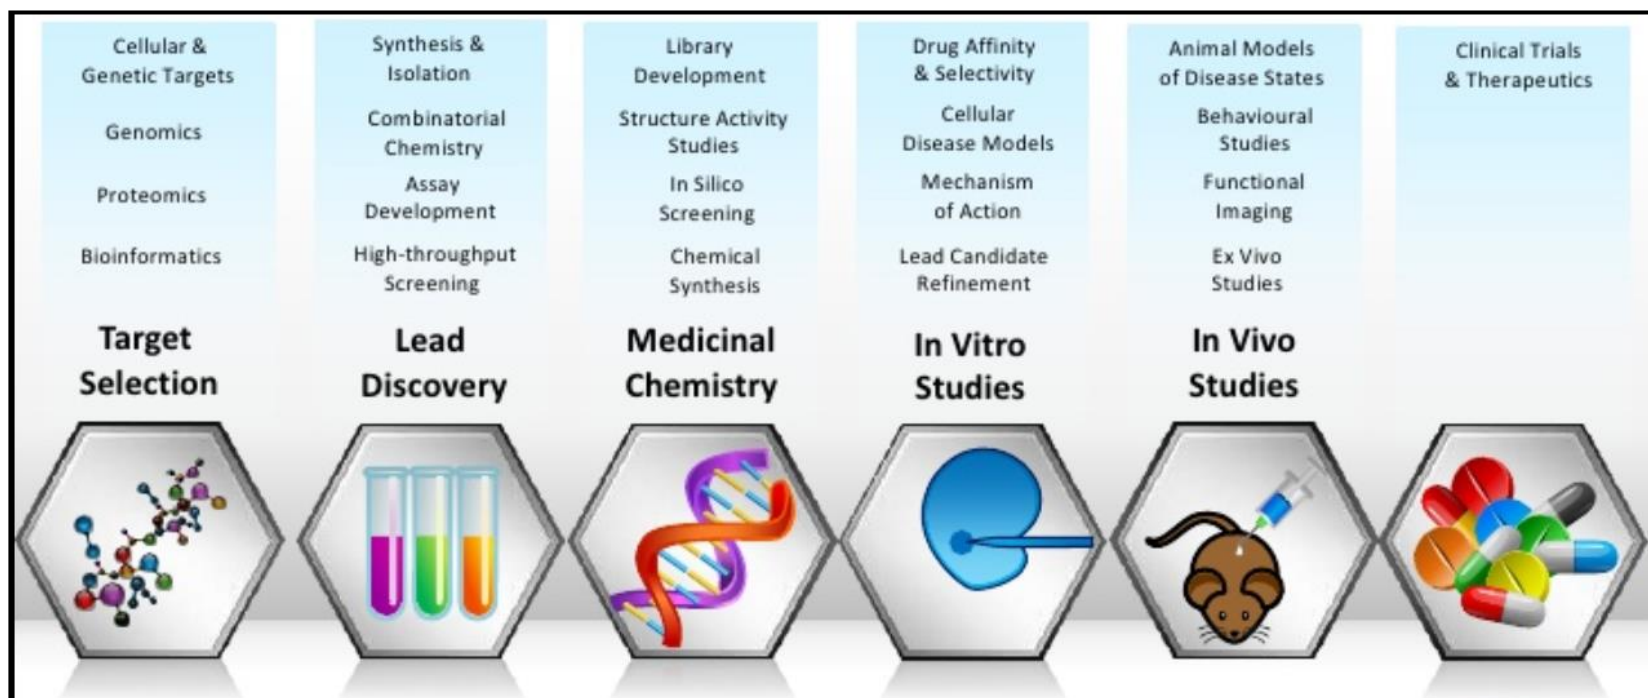 Cellular &
Genetic Targets
Genomics
Proteomics
Bioinformatics
Target
Selection
Synthesis &
Isolation
Combinatorial
Chemistry
Assay
Development
High-throughput
Screening
Lead
Discovery
Library
Development
Structure Activity
Studies
In Silico
Screening
Chemical
Synthesis
Medicinal
Chemistry
Drug Affinity
& Selectivity
Cellular
Disease Models
Mechanism
of Action
Lead Candidate
Refinement
In Vitro
Studies
Animal Models
of Disease States
Behavioural
Studies
Functional
Imaging
Ex Vivo
Studies
In Vivo
Studies
Clinical Trials
& Therapeutics